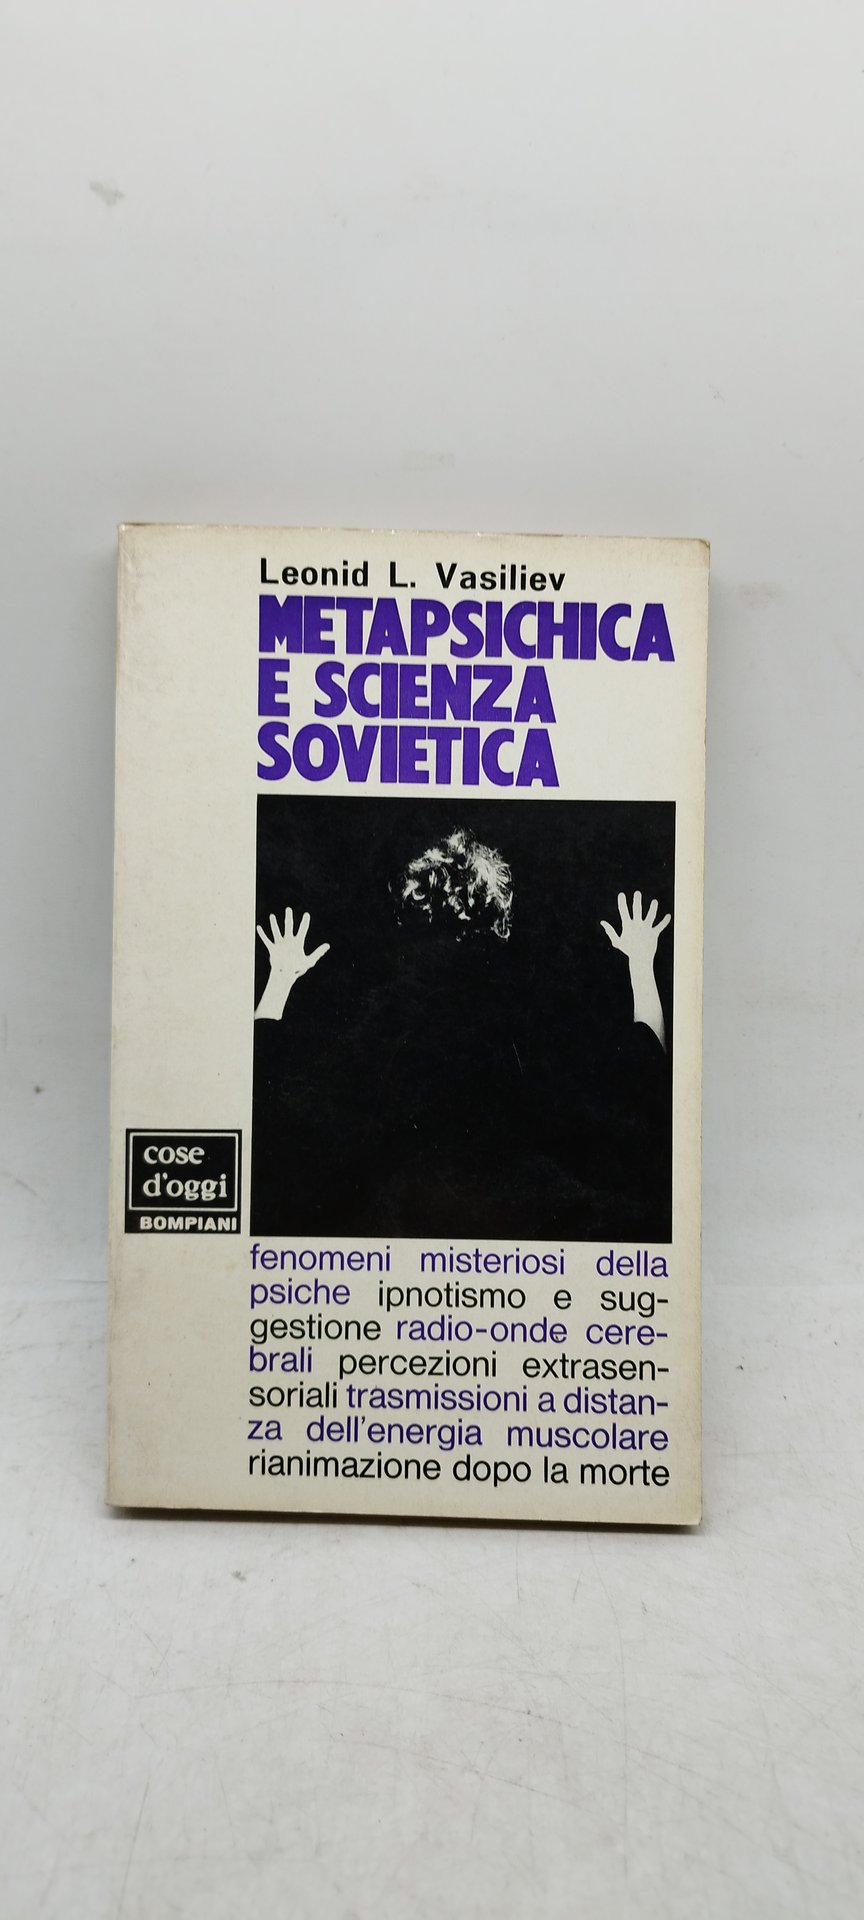 Leonid L. Vasiliev
METAPSICHICA
E SCIENZA
SOVIETICA
cose
d'oggi
BOMPIANI
fenomeni misteriosi della
psiche ipnotismo e sug-
gestione radio-onde cere-
brali percezioni extrasen-
soriali trasmissioni a distan-
za dell'energia muscolare
rianimazione dopo la morte